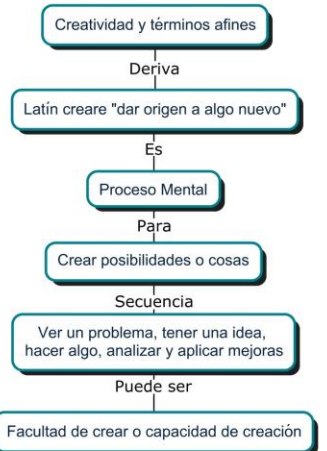 Creatividad y términos afines
Deriva
Latín creare "dar origen a algo nuevo"
Es
Proceso Mental
Para
Crear posibilidades o cosas
Secuencia
Ver un problema, tener una idea,
hacer algo, analizar y aplicar mejoras
Puede ser
Facultad de crear o capacidad de creación